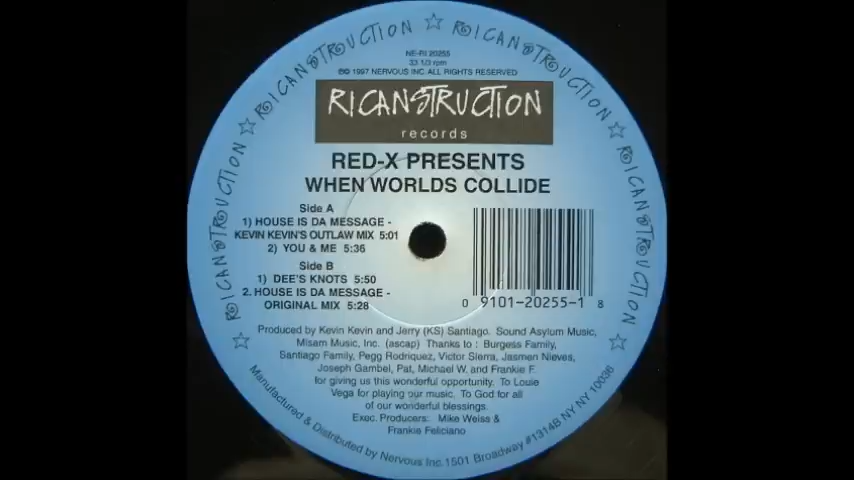 RICANSTRUCTION ☆ RICANSTRUCTION ☆ RICANSTRUCTION ☆ RICANSTRUCTION ☆ RICANSTRUCTION ☆ RICANSTRUCTION ☆
NE-RI 20255
33 1/3 rpm
℗© 1997 NERVOUS INC. ALL RIGHTS RESERVED
RICANSTRUCTION
records
RED-X PRESENTS
WHEN WORLDS COLLIDE
Side A
1) HOUSE IS DA MESSAGE -
KEVIN KEVIN'S OUTLAW MIX 5:01
2) YOU & ME 5:36
Side B
1) DEE'S KNOTS 5:50
2. HOUSE IS DA MESSAGE -
ORIGINAL MIX 5:28
0 9101-20255-1 8
Produced by Kevin Kevin and Jerry (KS) Santiago. Sound Asylum Music,
Misam Music, Inc. (ascap) Thanks to : Burgess Family,
Santiago Family, Pegg Rodriquez, Victor Sierra, Jasmen Nieves,
Joseph Gambel, Pat, Michael W. and Frankie F.
for giving us this wonderful opportunity. To Louie
Vega for playing our music. To God for all
of our wonderful blessings.
Exec. Producers: Mike Weiss &
Frankie Feliciano
Manufactured & Distributed by Nervous Inc. 1501 Broadway #1314B NY NY 10036